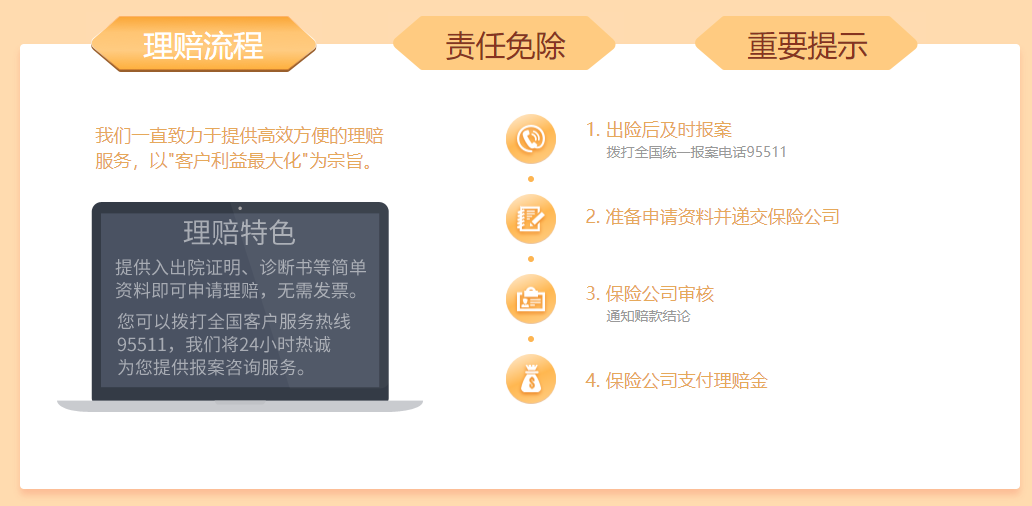 理赔流程
责任免除
重要提示
我们一直致力于提供高效方便的理赔
服务，以"客户利益最大化"为宗旨。
理赔特色
提供入出院证明、诊断书等简单
资料即可申请理赔，无需发票。
您可以拨打全国客户服务热线
95511，我们将24小时热诚
为您提供报案咨询服务。
1. 出险后及时报案
拨打全国统一报案电话95511
2. 准备申请资料并递交保险公司
3. 保险公司审核
通知赔款结论
4. 保险公司支付理赔金